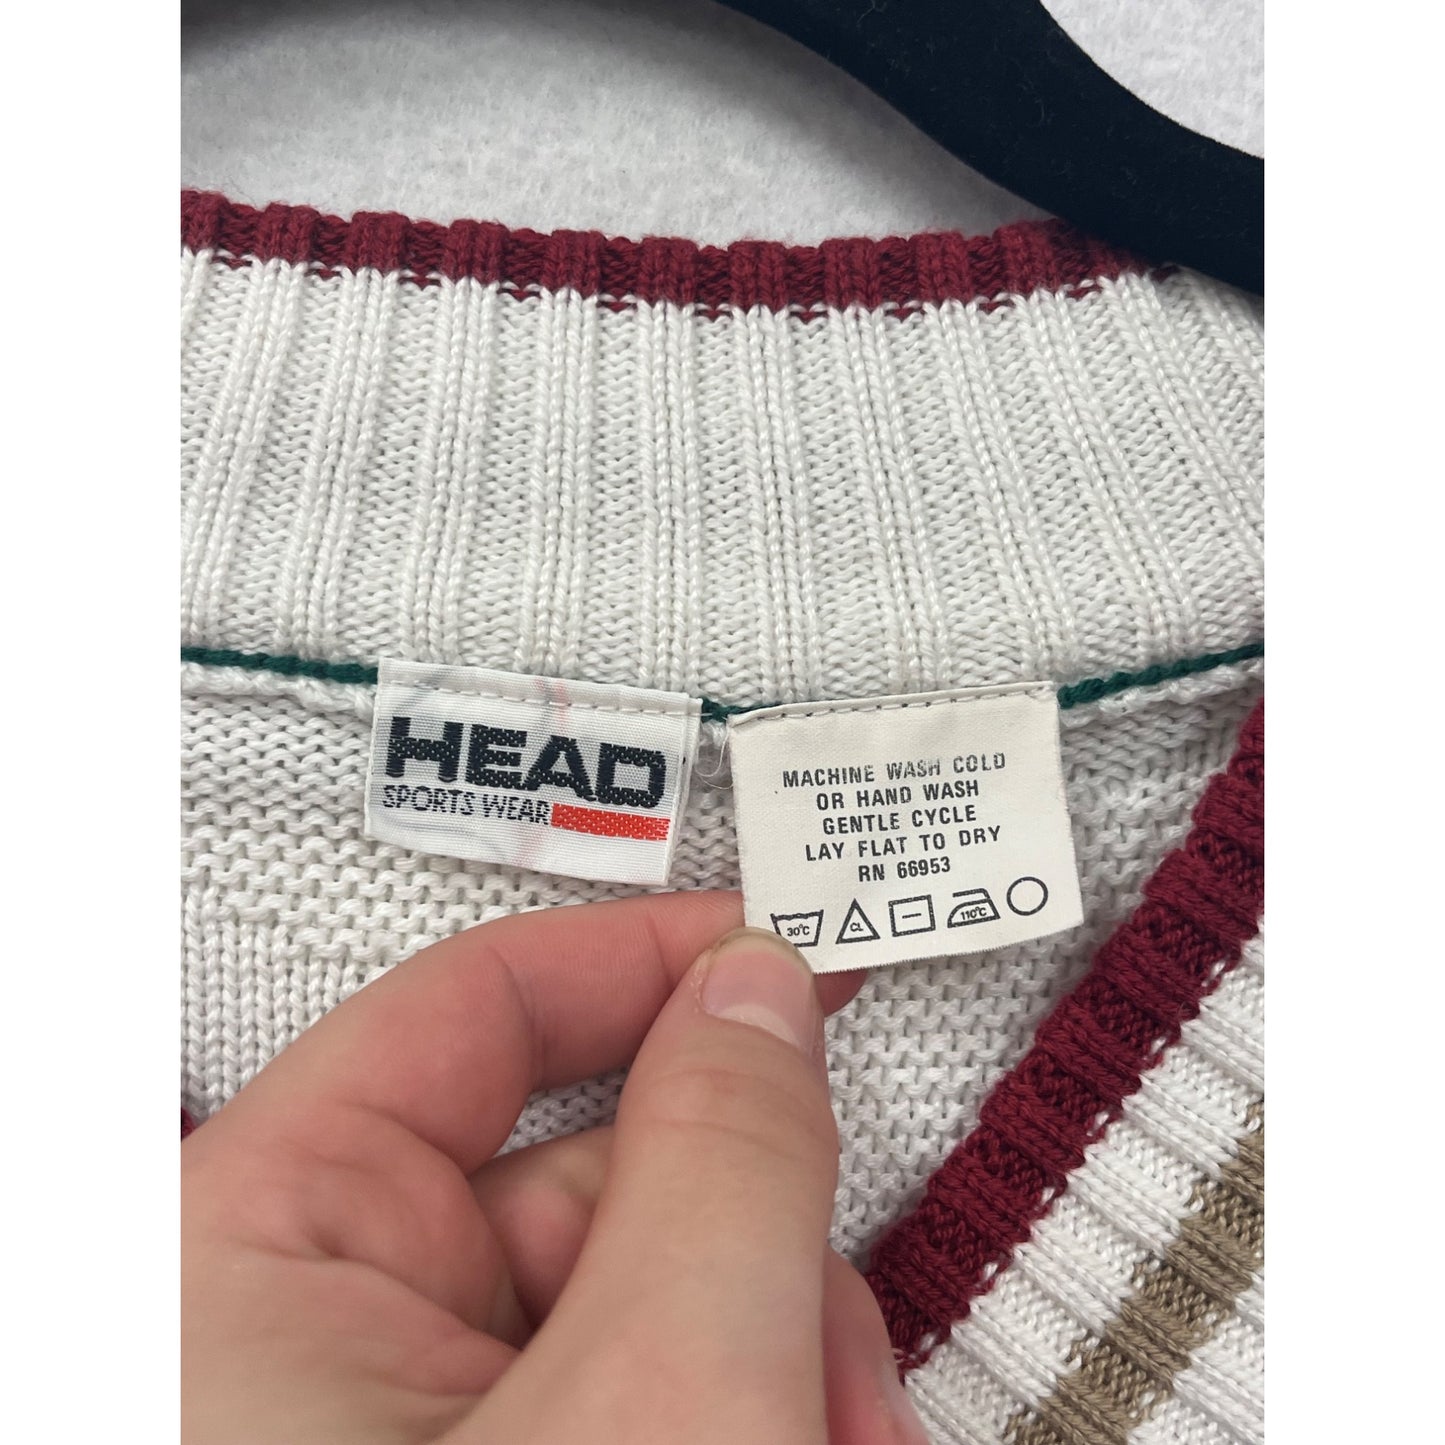 HEAD
SPORTS WEAR
MACHINE WASH COLD
OR HAND WASH
GENTLE CYCLE
LAY FLAT TO DRY
RN 66953
30°C
CL
110°C